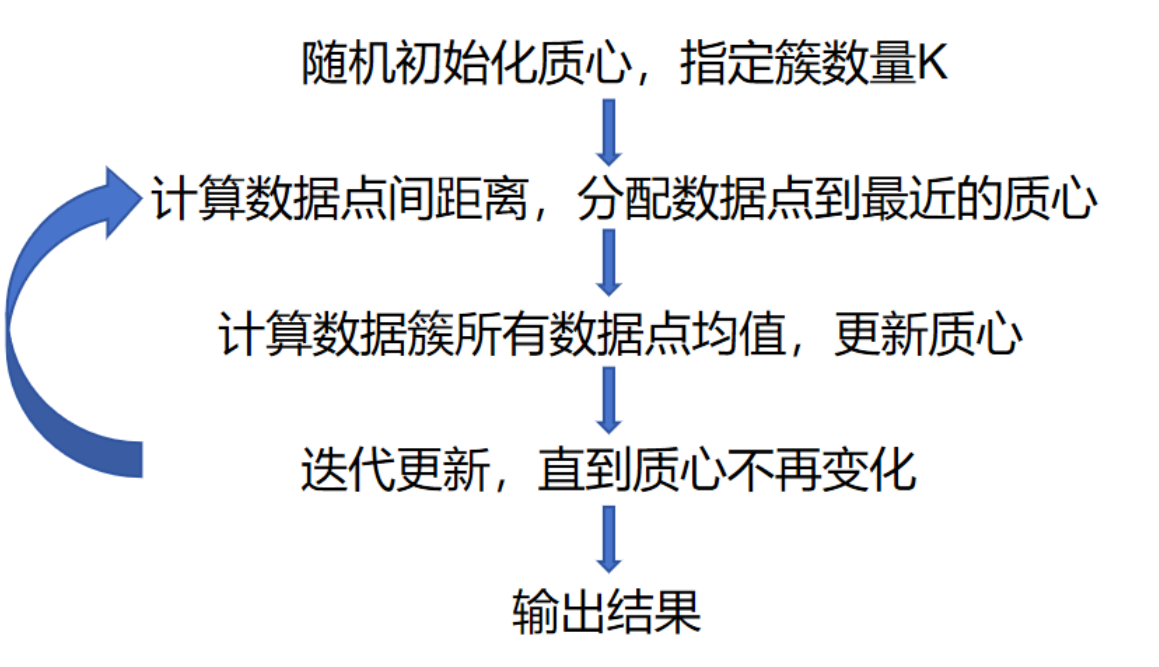 随机初始化质心，指定簇数量K
计算数据点间距离，分配数据点到最近的质心
计算数据簇所有数据点均值，更新质心
迭代更新，直到质心不再变化
输出结果